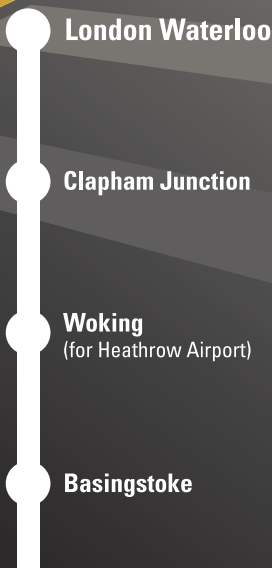 London Waterloo
Clapham Junction
Woking
(for Heathrow Airport)
Basingstoke